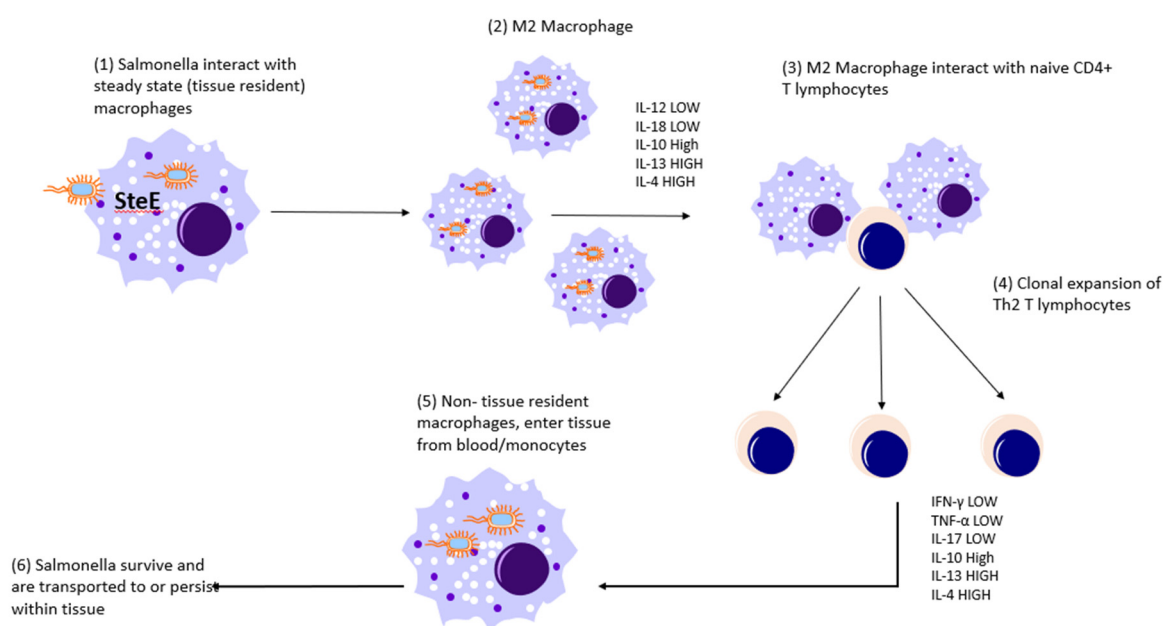 (1) Salmonella interact with
steady state (tissue resident)
macrophages
SteE
(2) M2 Macrophage
IL-12 LOW
IL-18 LOW
IL-10 High
IL-13 HIGH
IL-4 HIGH
(3) M2 Macrophage interact with naive CD4+
T lymphocytes
(4) Clonal expansion of
Th2 T lymphocytes
IFN-γ LOW
TNF-α LOW
IL-17 LOW
IL-10 High
IL-13 HIGH
IL-4 HIGH
(5) Non- tissue resident
macrophages, enter tissue
from blood/monocytes
(6) Salmonella survive and
are transported to or persist
within tissue